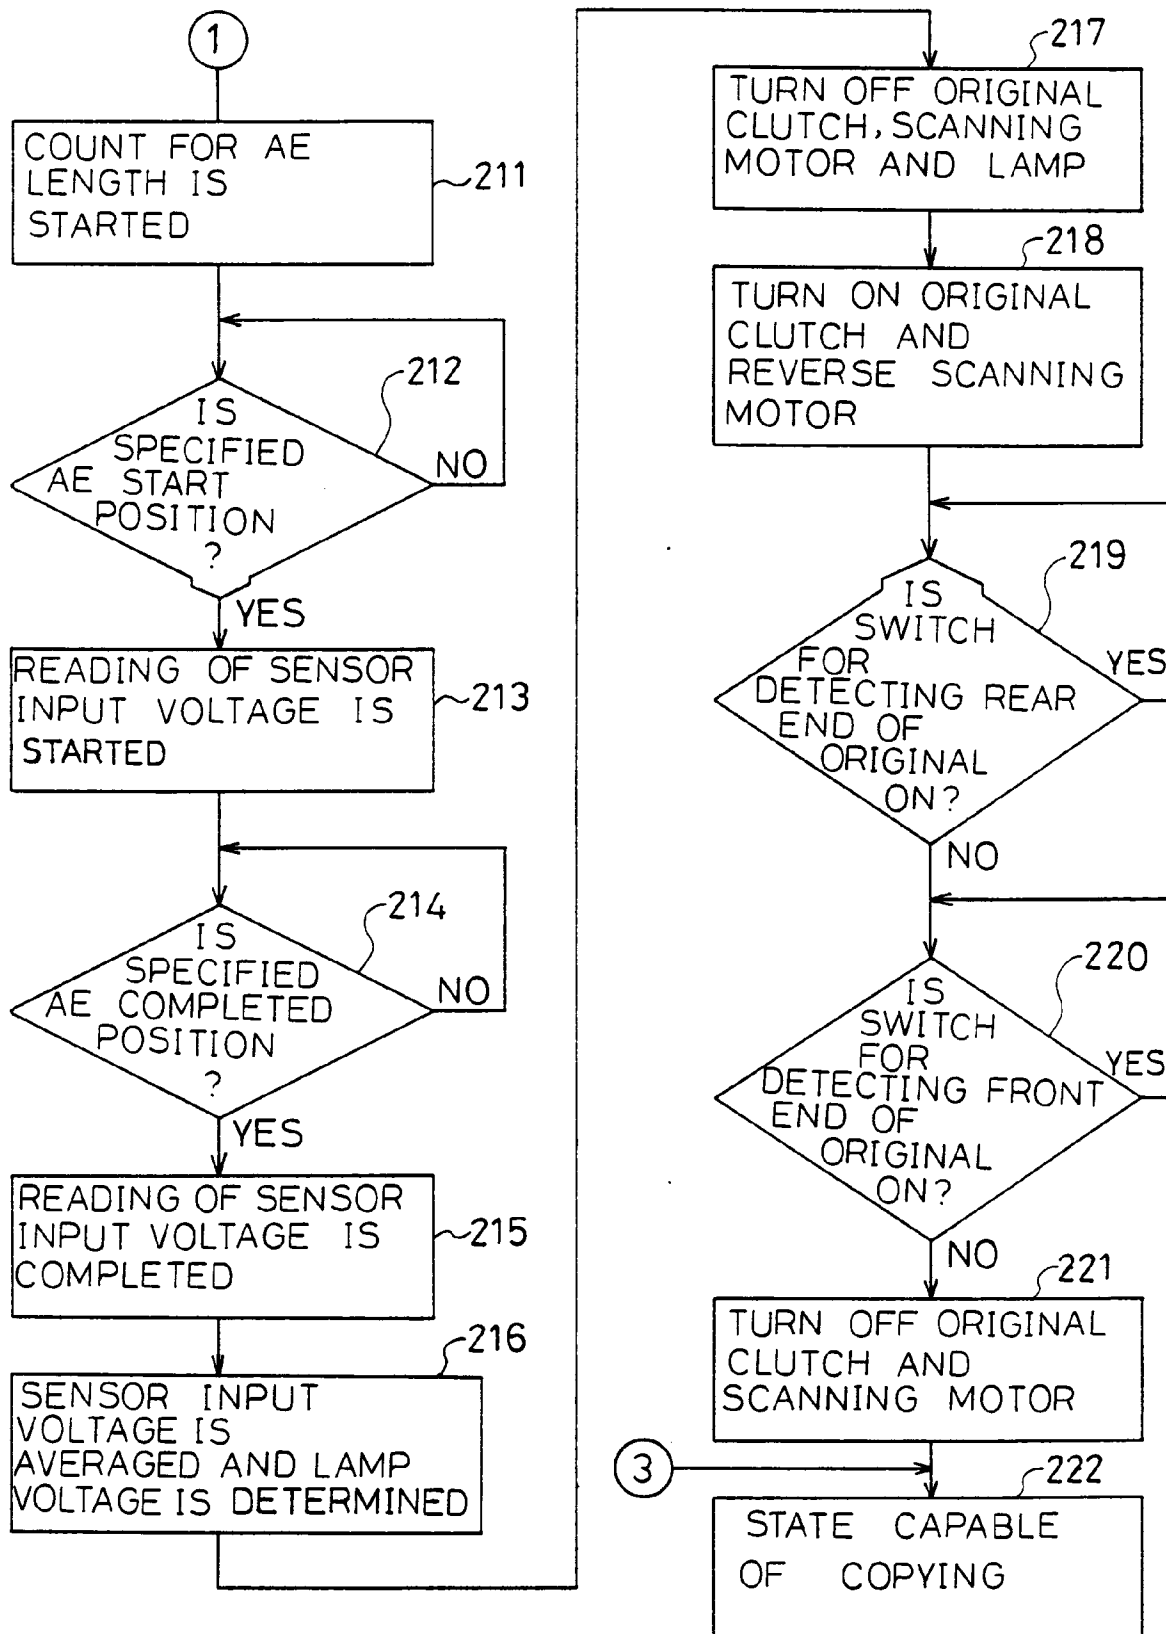 1
COUNT FOR AE
LENGTH IS
STARTED
211
IS
SPECIFIED
AE START
POSITION
?
212
NO
YES
READING OF SENSOR
INPUT VOLTAGE IS
STARTED
213
IS
SPECIFIED
AE COMPLETED
POSITION
?
214
NO
YES
READING OF SENSOR
INPUT VOLTAGE IS
COMPLETED
215
216
SENSOR INPUT
VOLTAGE IS
AVERAGED AND LAMP
VOLTAGE IS DETERMINED
217
TURN OFF ORIGINAL
CLUTCH, SCANNING
MOTOR AND LAMP
218
TURN ON ORIGINAL
CLUTCH AND
REVERSE SCANNING
MOTOR
219
IS
SWITCH
FOR
DETECTING REAR
END OF
ORIGINAL
ON?
YES
NO
220
IS
SWITCH
FOR
DETECTING FRONT
END OF
ORIGINAL
ON?
YES
NO
221
TURN OFF ORIGINAL
CLUTCH AND
SCANNING MOTOR
3
222
STATE CAPABLE
OF COPYING